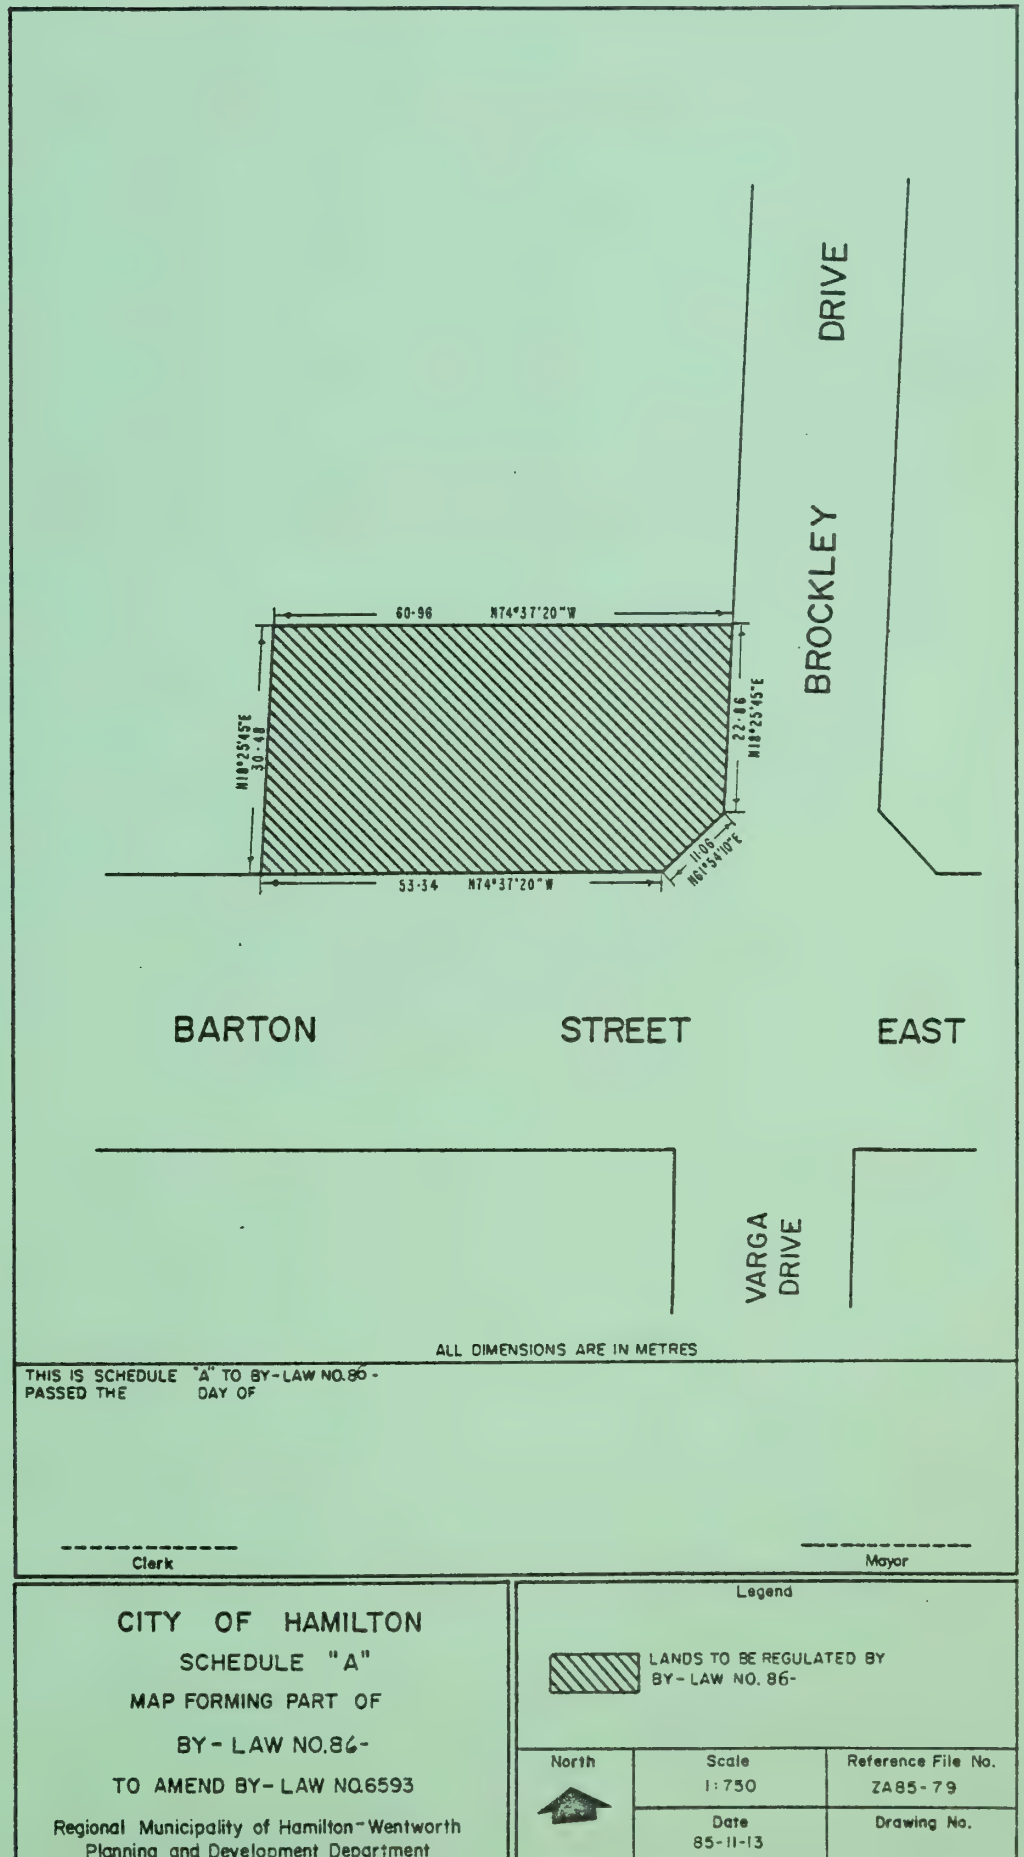 DRIVE
BROCKLEY
60·96 N74°37'20"W
N18°25'45"E
30·48
22·86
N18°25'45"E
11·06
N61°54'10"E
53·34 N74°37'20"W
BARTON STREET EAST
VARGA
DRIVE
ALL DIMENSIONS ARE IN METRES
THIS IS SCHEDULE "A" TO BY-LAW NO.86-
PASSED THE DAY OF
Clerk
Mayor
CITY OF HAMILTON
SCHEDULE "A"
MAP FORMING PART OF
BY-LAW NO.86-
TO AMEND BY-LAW NO.6593
Regional Municipality of Hamilton-Wentworth
Planning and Development Department
Legend
LANDS TO BE REGULATED BY
BY-LAW NO. 86-
North
Scale
1:750
Reference File No.
ZA85-79
Date
85-11-13
Drawing No.